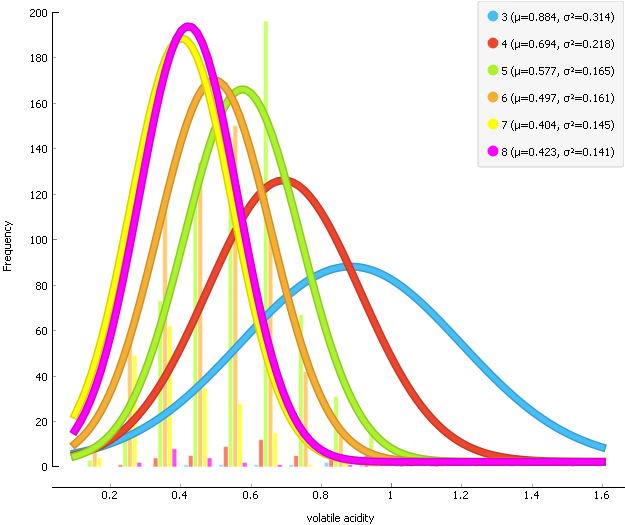 200
180
160
140
120
100
80
60
40
20
0
Frequency
3 (μ=0.884, σ²=0.314)
4 (μ=0.694, σ²=0.218)
5 (μ=0.577, σ²=0.165)
6 (μ=0.497, σ²=0.161)
7 (μ=0.404, σ²=0.145)
8 (μ=0.423, σ²=0.141)
0.2 0.4 0.6 0.8 1 1.2 1.4 1.6
volatile acidity